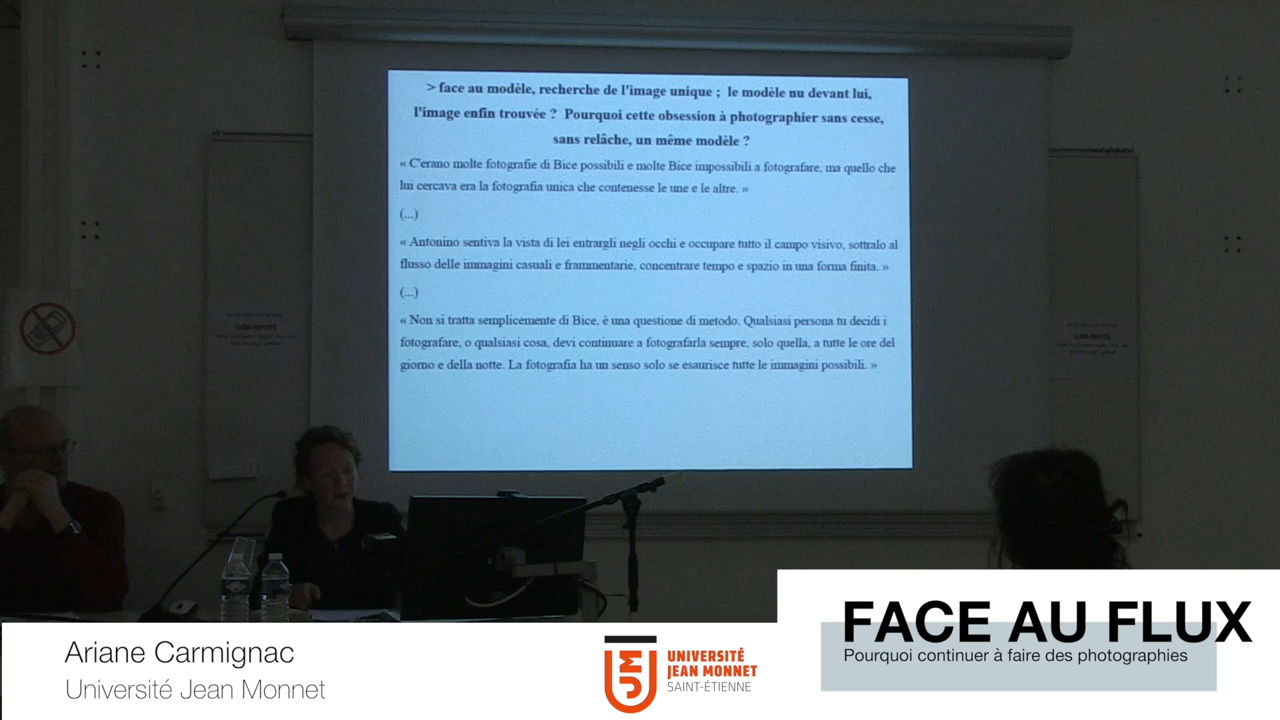 > face au modèle, recherche de l'image unique ; le modèle nu devant lui,
l'image enfin trouvée ? Pourquoi cette obsession à photographier sans cesse,
sans relâche, un même modèle ?
« C'erano molte fotografie di Bice possibili e molte Bice impossibili a fotografare, ma quello che
lui cercava era la fotografia unica che contenesse le une e le altre. »
(...)
« Antonino sentiva la vista di lei entrargli negli occhi e occupare tutto il campo visivo, sottralo al
flusso delle immagini casuali e frammentarie, concentrare tempo e spazio in una forma finita. »
(...)
« Non si tratta semplicemente di Bice, è una questione di metodo. Qualsiasi persona tu decidi i
fotografare, o qualsiasi cosa, devi continuare a fotografarla sempre, solo quella, a tutte le ore del
giorno e della notte. La fotografia ha un senso solo se esaurisce tutte le immagini possibili. »
UJM-INVITE
UJM-INVITE
Ariane Carmignac
Université Jean Monnet
UNIVERSITÉ
JEAN MONNET
SAINT-ÉTIENNE
FACE AU FLUX
Pourquoi continuer à faire des photographies